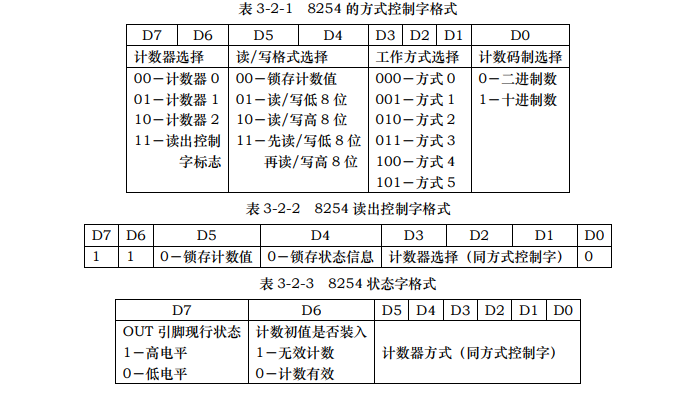 表 3-2-1 8254 的方式控制字格式
D7 D6 D5 D4 D3 D2 D1 D0
计数器选择 读/写格式选择 工作方式选择 计数码制选择
00－计数器 0 00－锁存计数值 000－方式 0 0－二进制数
01－计数器 1 01－读/写低 8 位 001－方式 1 1－十进制数
10－计数器 2 10－读/写高 8 位 010－方式 2
11－读出控制 11－先读/写低 8 位 011－方式 3
字标志 再读/写高 8 位 100－方式 4
101－方式 5
表 3-2-2 8254 读出控制字格式
D7 D6 D5 D4 D3 D2 D1 D0
1 1 0－锁存计数值 0－锁存状态信息 计数器选择（同方式控制字） 0
表 3-2-3 8254 状态字格式
D7 D6 D5 D4 D3 D2 D1 D0
OUT 引脚现行状态 计数初值是否装入
1－高电平 1－无效计数 计数器方式（同方式控制字）
0－低电平 0－计数有效